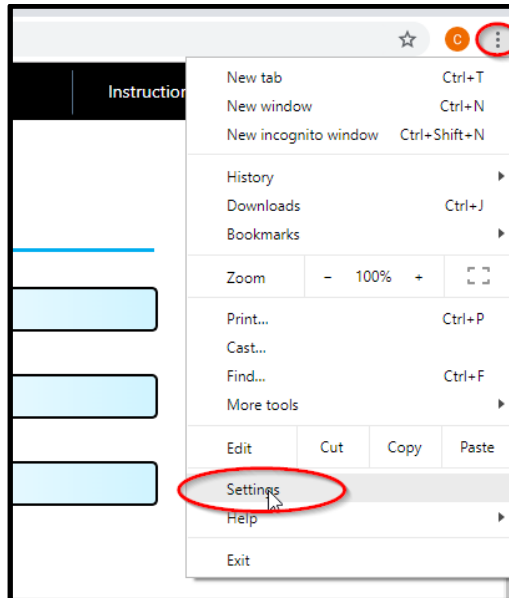 C
Instruction
New tab Ctrl+T
New window Ctrl+N
New incognito window Ctrl+Shift+N
History
Downloads Ctrl+J
Bookmarks
Zoom - 100% +
Print... Ctrl+P
Cast...
Find... Ctrl+F
More tools
Edit Cut Copy Paste
Settings
Help
Exit